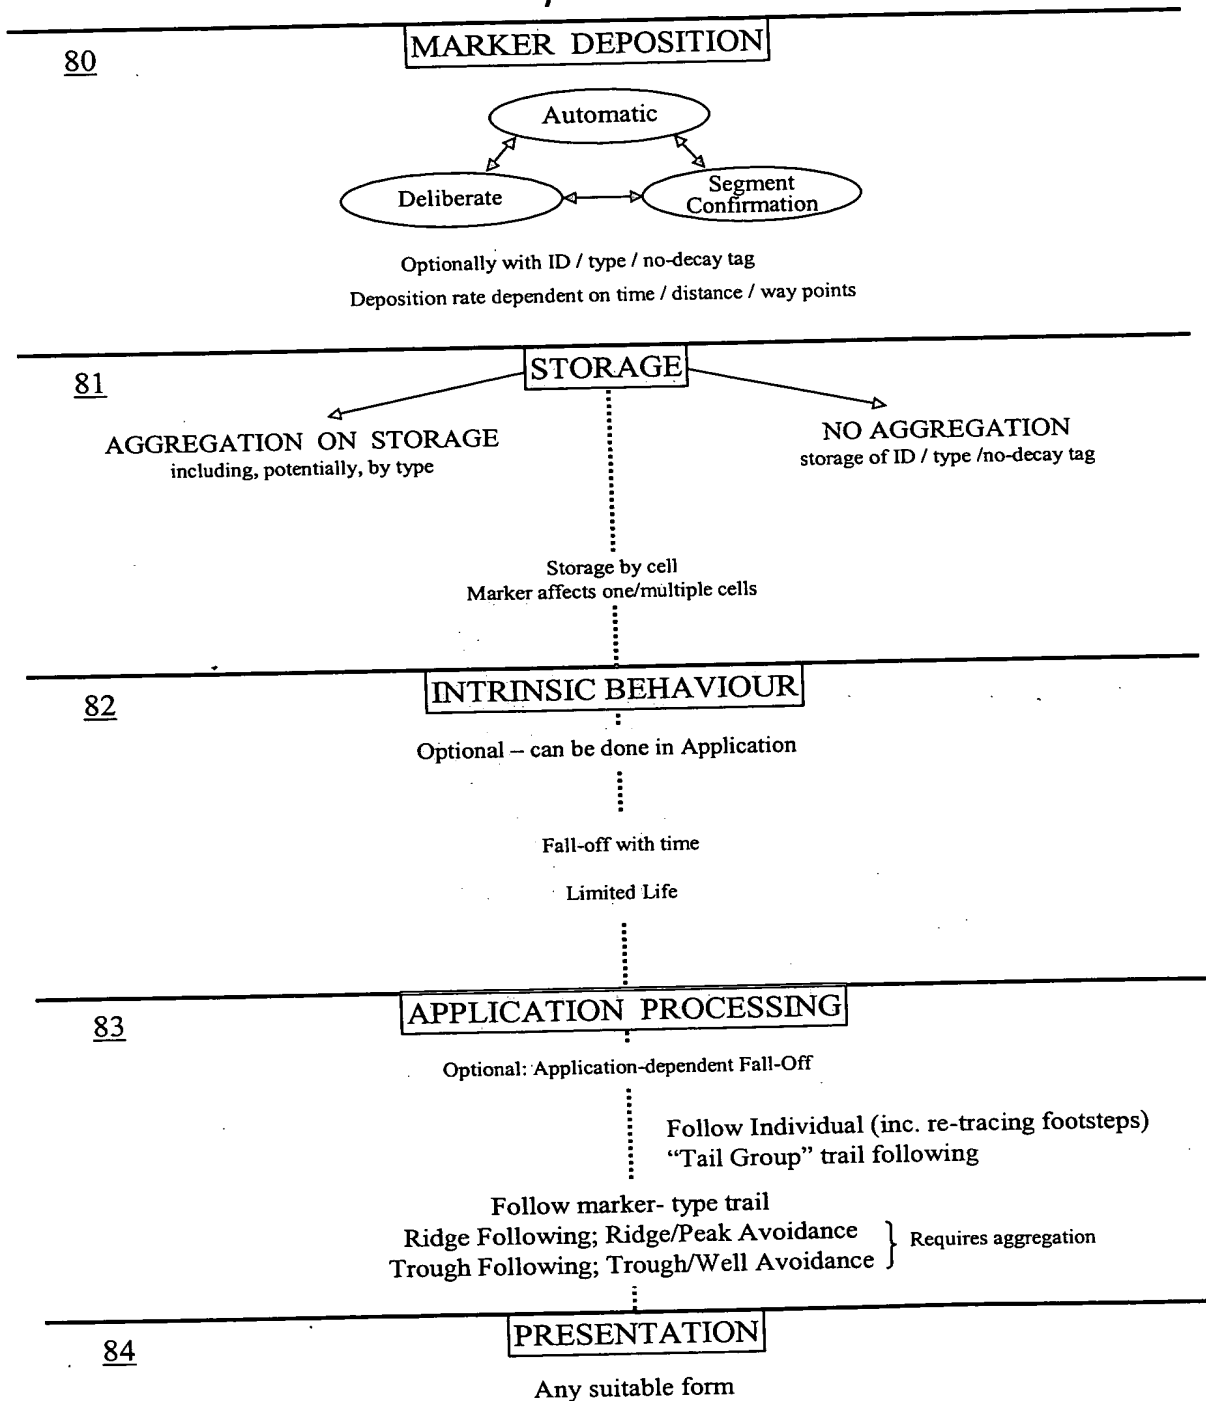 80
MARKER DEPOSITION
Automatic
Deliberate
Segment
Confirmation
Optionally with ID / type / no-decay tag
Deposition rate dependent on time / distance / way points
81
STORAGE
AGGREGATION ON STORAGE
including, potentially, by type
NO AGGREGATION
storage of ID / type /no-decay tag
Storage by cell
Marker affects one/multiple cells
82
INTRINSIC BEHAVIOUR
Optional – can be done in Application
Fall-off with time
Limited Life
83
APPLICATION PROCESSING
Optional: Application-dependent Fall-Off
Follow Individual (inc. re-tracing footsteps)
“Tail Group” trail following
Follow marker- type trail
Ridge Following; Ridge/Peak Avoidance
Trough Following; Trough/Well Avoidance
Requires aggregation
84
PRESENTATION
Any suitable form